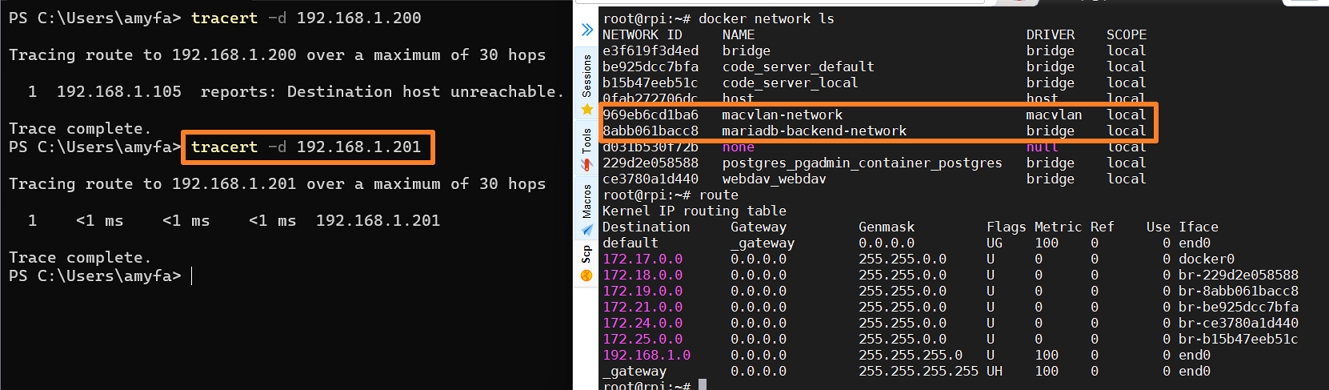 PS C:\Users\amyfa> tracert -d 192.168.1.200
Tracing route to 192.168.1.200 over a maximum of 30 hops
1 192.168.1.105 reports: Destination host unreachable.
Trace complete.
PS C:\Users\amyfa> tracert -d 192.168.1.201
Tracing route to 192.168.1.201 over a maximum of 30 hops
1 <1 ms <1 ms <1 ms 192.168.1.201
Trace complete.
PS C:\Users\amyfa>
Sessions
Tools
Macros
Scp
root@rpi:~# docker network ls
NETWORK ID NAME DRIVER SCOPE
e3f619f3d4ed bridge bridge local
be925dcc7bfa code_server_default bridge local
b15b47eeb51c code_server_local bridge local
0fab272706dc host host local
969eb6cd1ba6 macvlan-network macvlan local
8abb061bacc8 mariadb-backend-network bridge local
d031b530f72b none null local
229d2e058588 postgres_pgadmin_container_postgres bridge local
ce3780a1d440 webdav_webdav bridge local
root@rpi:~# route
Kernel IP routing table
Destination Gateway Genmask Flags Metric Ref Use Iface
default _gateway 0.0.0.0 UG 100 0 0 end0
172.17.0.0 0.0.0.0 255.255.0.0 U 0 0 0 docker0
172.18.0.0 0.0.0.0 255.255.0.0 U 0 0 0 br-229d2e058588
172.19.0.0 0.0.0.0 255.255.0.0 U 0 0 0 br-8abb061bacc8
172.21.0.0 0.0.0.0 255.255.0.0 U 0 0 0 br-be925dcc7bfa
172.24.0.0 0.0.0.0 255.255.0.0 U 0 0 0 br-ce3780a1d440
172.25.0.0 0.0.0.0 255.255.0.0 U 0 0 0 br-b15b47eeb51c
192.168.1.0 0.0.0.0 255.255.255.0 U 100 0 0 end0
_gateway 0.0.0.0 255.255.255.255 UH 100 0 0 end0
root@rpi:~#